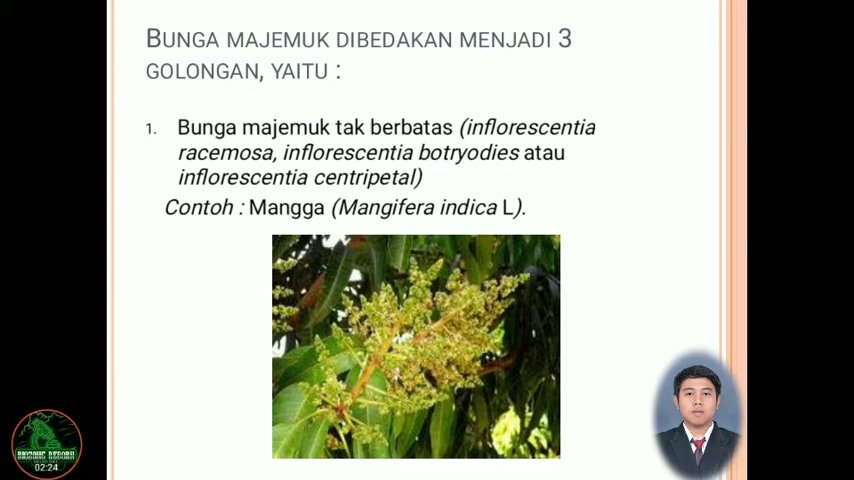 BUNGA MAJEMUK DIBEDAKAN MENJADI 3
GOLONGAN, YAITU :
1. Bunga majemuk tak berbatas (inflorescentia
racemosa, inflorescentia botryodies atau
inflorescentia centripetal)
Contoh : Mangga (Mangifera indica L).
02:24